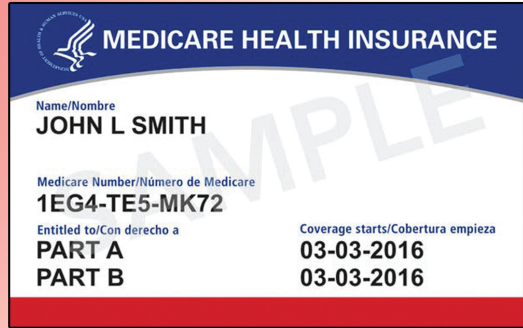 MEDICARE HEALTH INSURANCE
Name/Nombre
JOHN L SMITH
Medicare Number/Número de Medicare
1EG4-TE5-MK72
Entitled to/Con derecho a
PART A
PART B
Coverage starts/Cobertura empieza
03-03-2016
03-03-2016
SAMPLE